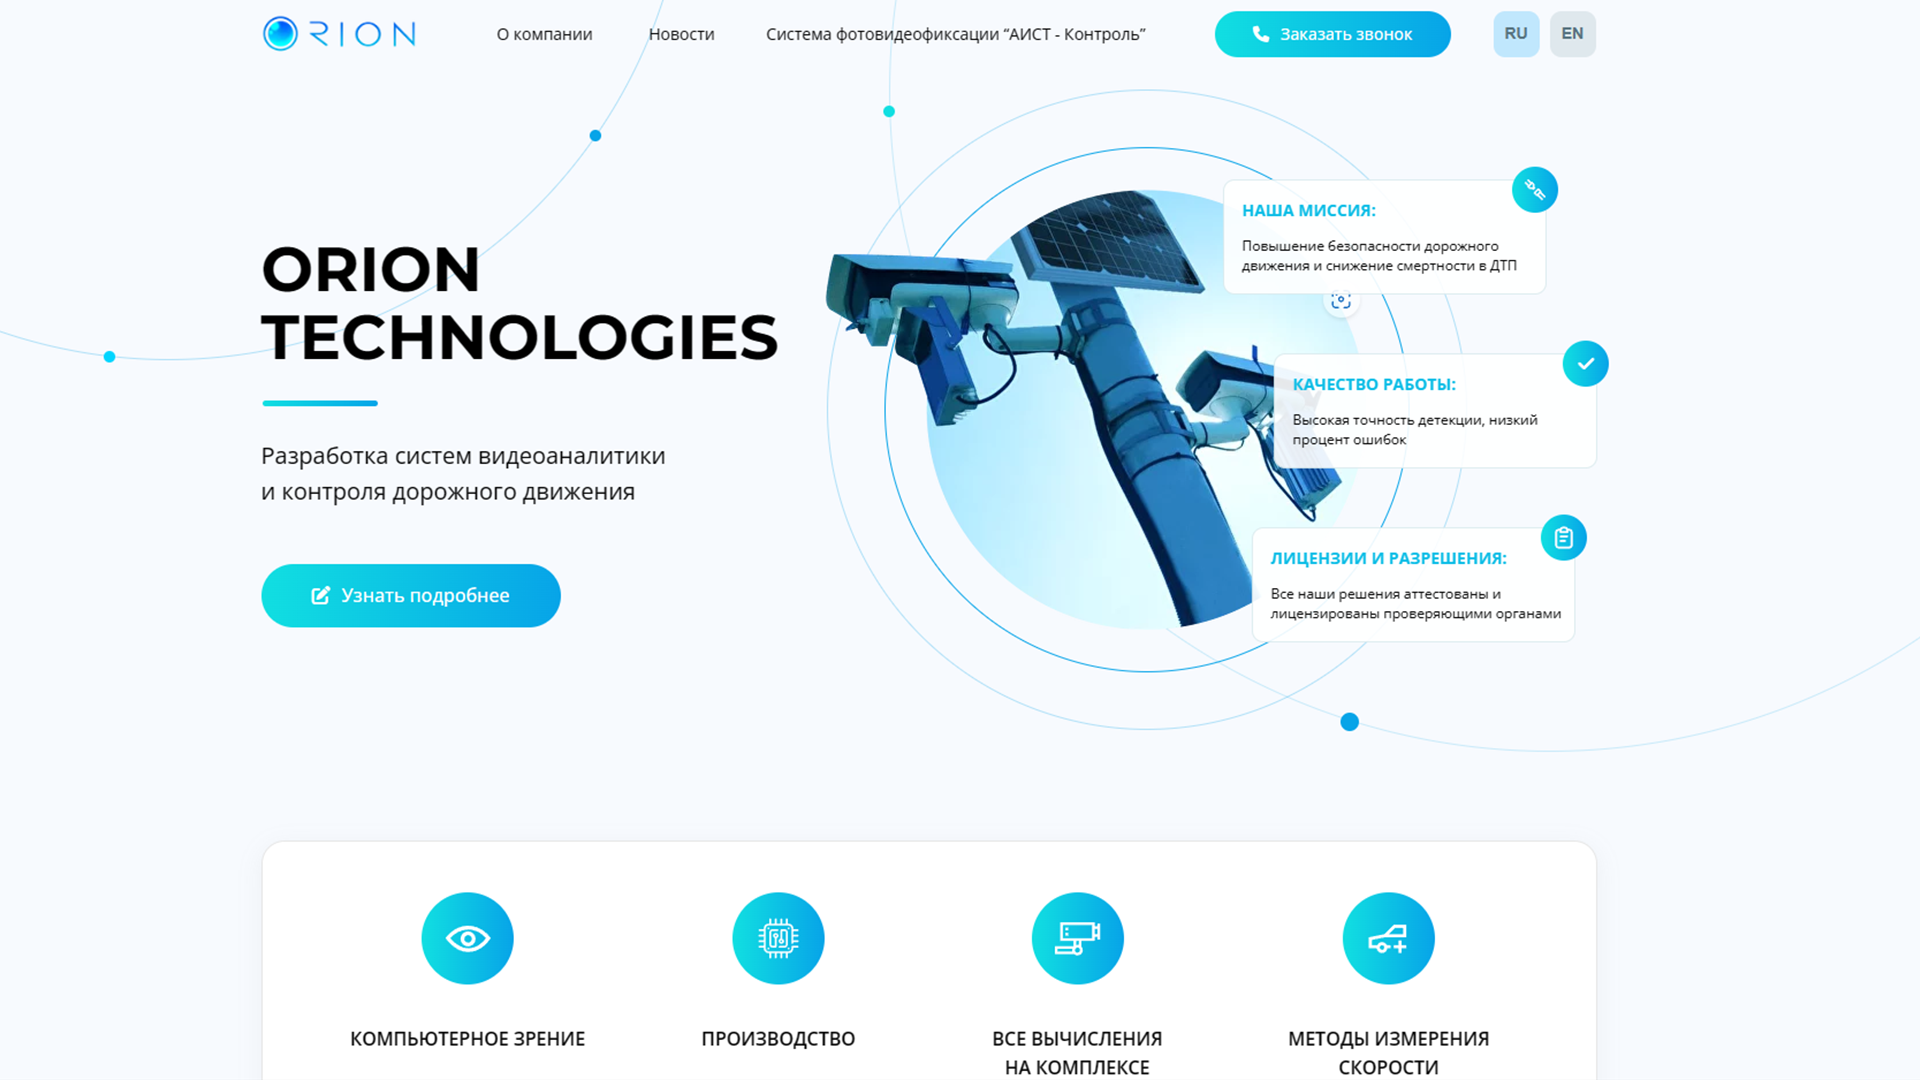 ORION
О компании
Новости
Система фотовидеофиксации “АИСТ - Контроль”
Заказать звонок
RU
EN
ORION
TECHNOLOGIES
Разработка систем видеоаналитики
и контроля дорожного движения
Узнать подробнее
НАША МИССИЯ:
Повышение безопасности дорожного
движения и снижение смертности в ДТП
КАЧЕСТВО РАБОТЫ:
Высокая точность детекции, низкий
процент ошибок
ЛИЦЕНЗИИ И РАЗРЕШЕНИЯ:
Все наши решения аттестованы и
лицензированы проверяющими органами
КОМПЬЮТЕРНОЕ ЗРЕНИЕ
ПРОИЗВОДСТВО
ВСЕ ВЫЧИСЛЕНИЯ
НА КОМПЛЕКСЕ
МЕТОДЫ ИЗМЕРЕНИЯ
СКОРОСТИ